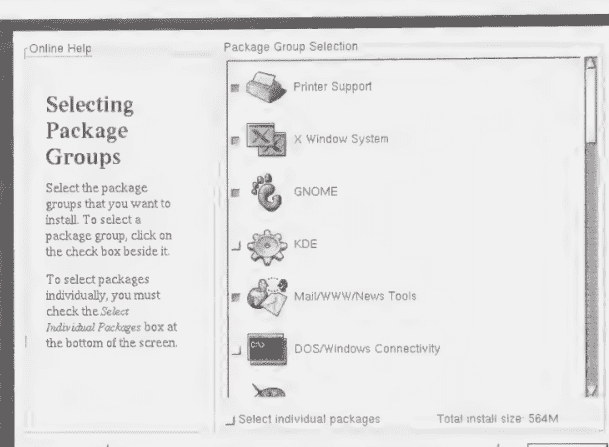 Online Help
Selecting
Package
Groups
Select the package
groups that you want to
install. To select a
package group, click on
the check box beside it.
To select packages
individually, you must
check the Select
Individual Packages box at
the bottom of the screen.
Package Group Selection
Printer Support
X Window System
GNOME
KDE
Mail/WWW/News Tools
DOS/Windows Connectivity
Select individual packages
Total install size: 564M